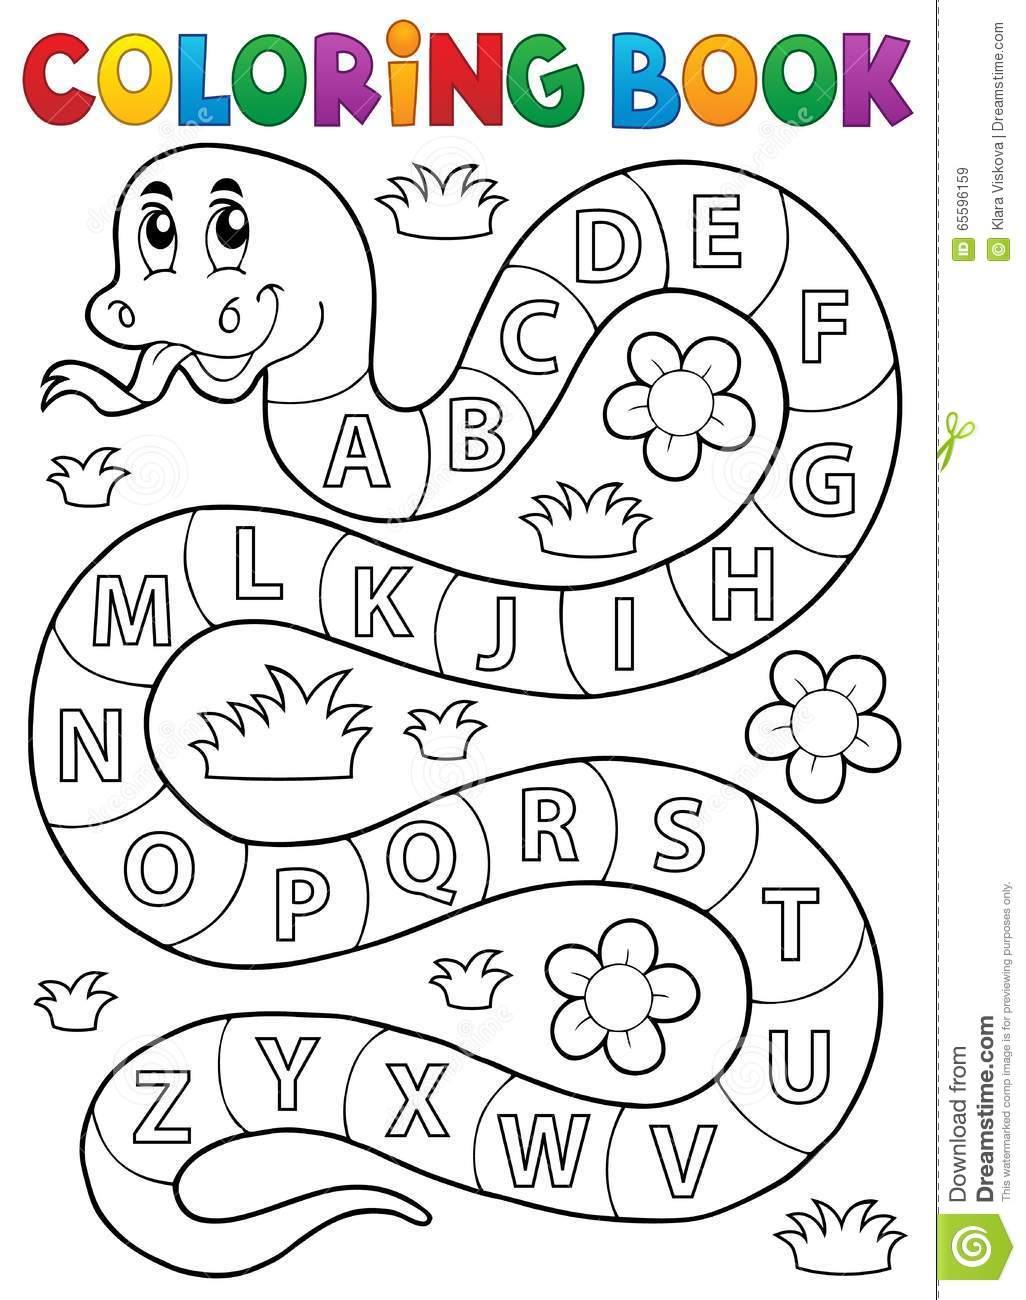 COLORiNG BOOK
A
B
C
D
E
F
G
H
I
J
K
L
M
N
O
P
Q
R
S
T
U
V
W
X
Y
Z
ID 65596159
© Klara Viskova | Dreamstime.com
Download from
Dreamstime.com
This watermarked comp image is for previewing purposes only.